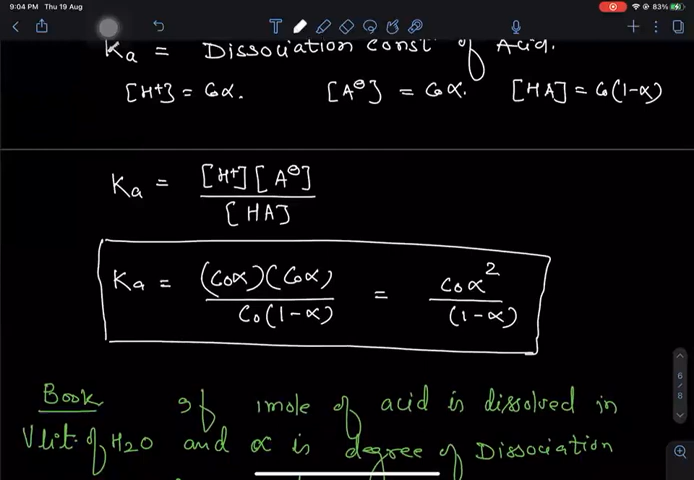 9:04 PM Thu 19 Aug
83%
Ka = Dissociation Const of Acid.
[H+] = C0α. [A⊖] = C0α. [HA] = C0(1-α)
Ka = [H+][A⊖] / [HA]
Ka = (C0α)(C0α) / C0(1-α) = C0α² / (1-α)
Book If 1mole of acid is dissolved in
V lit. of H2O and α is degree of Dissociation
6
/
8